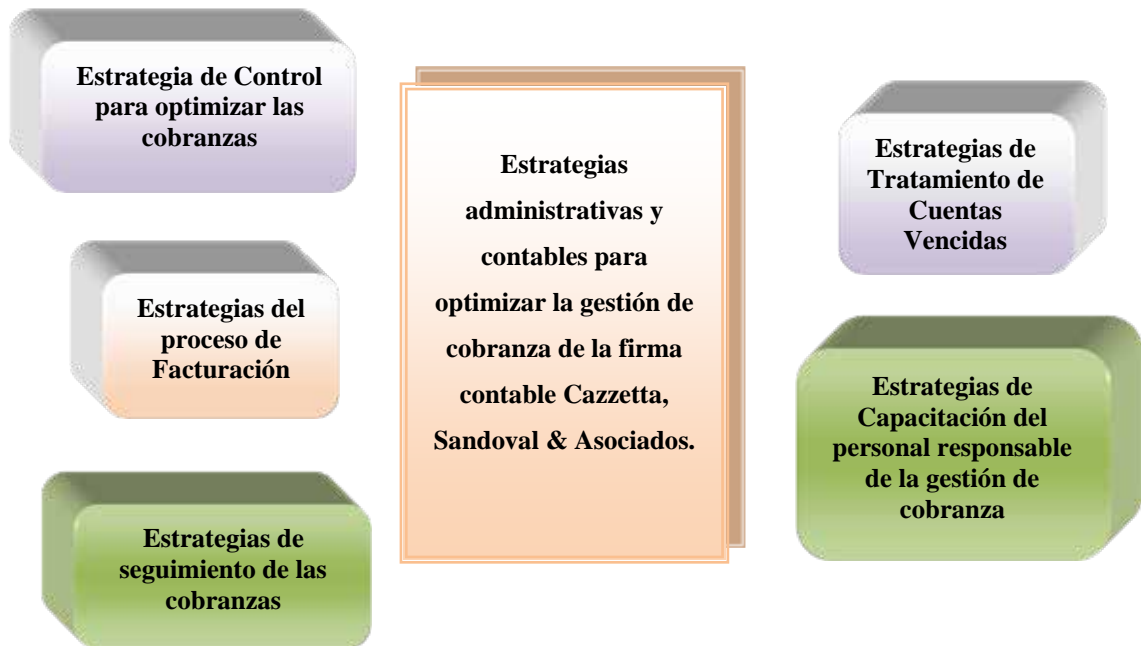 Estrategia de Control
para optimizar las
cobranzas
Estrategias del
proceso de
Facturación
Estrategias de
seguimiento de las
cobranzas
Estrategias
administrativas y
contables para
optimizar la gestión de
cobranza de la firma
contable Cazzetta,
Sandoval & Asociados.
Estrategias de
Tratamiento de
Cuentas
Vencidas
Estrategias de
Capacitación del
personal responsable
de la gestión de
cobranza